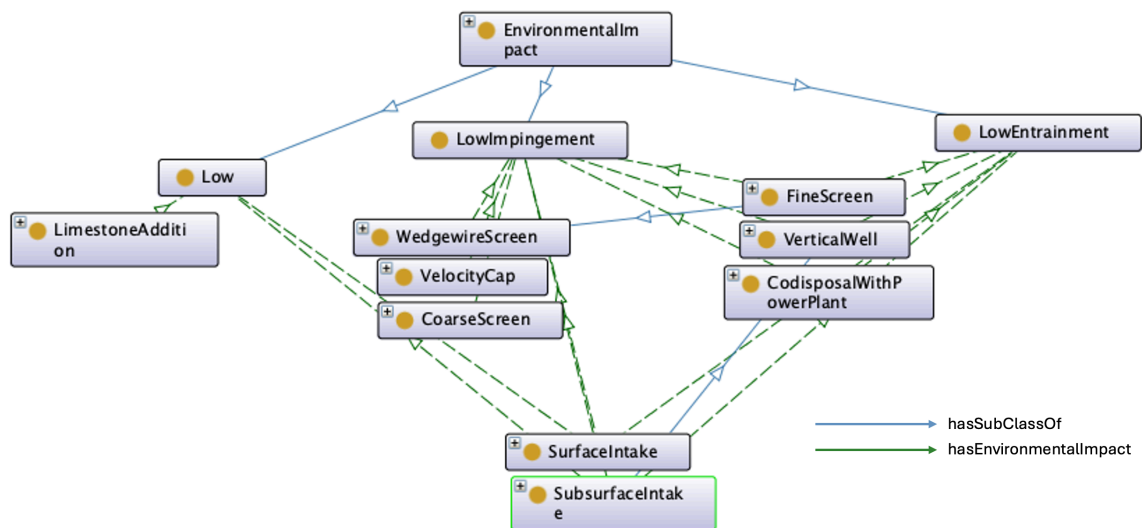 EnvironmentalIm
pact
LowImpingement
LowEntrainment
Low
FineScreen
LimestoneAdditi
on
WedgewireScreen
VerticalWell
VelocityCap
CodisposalWithP
owerPlant
CoarseScreen
hasSubClassOf
hasEnvironmentalImpact
SurfaceIntake
SubsurfaceIntak
e